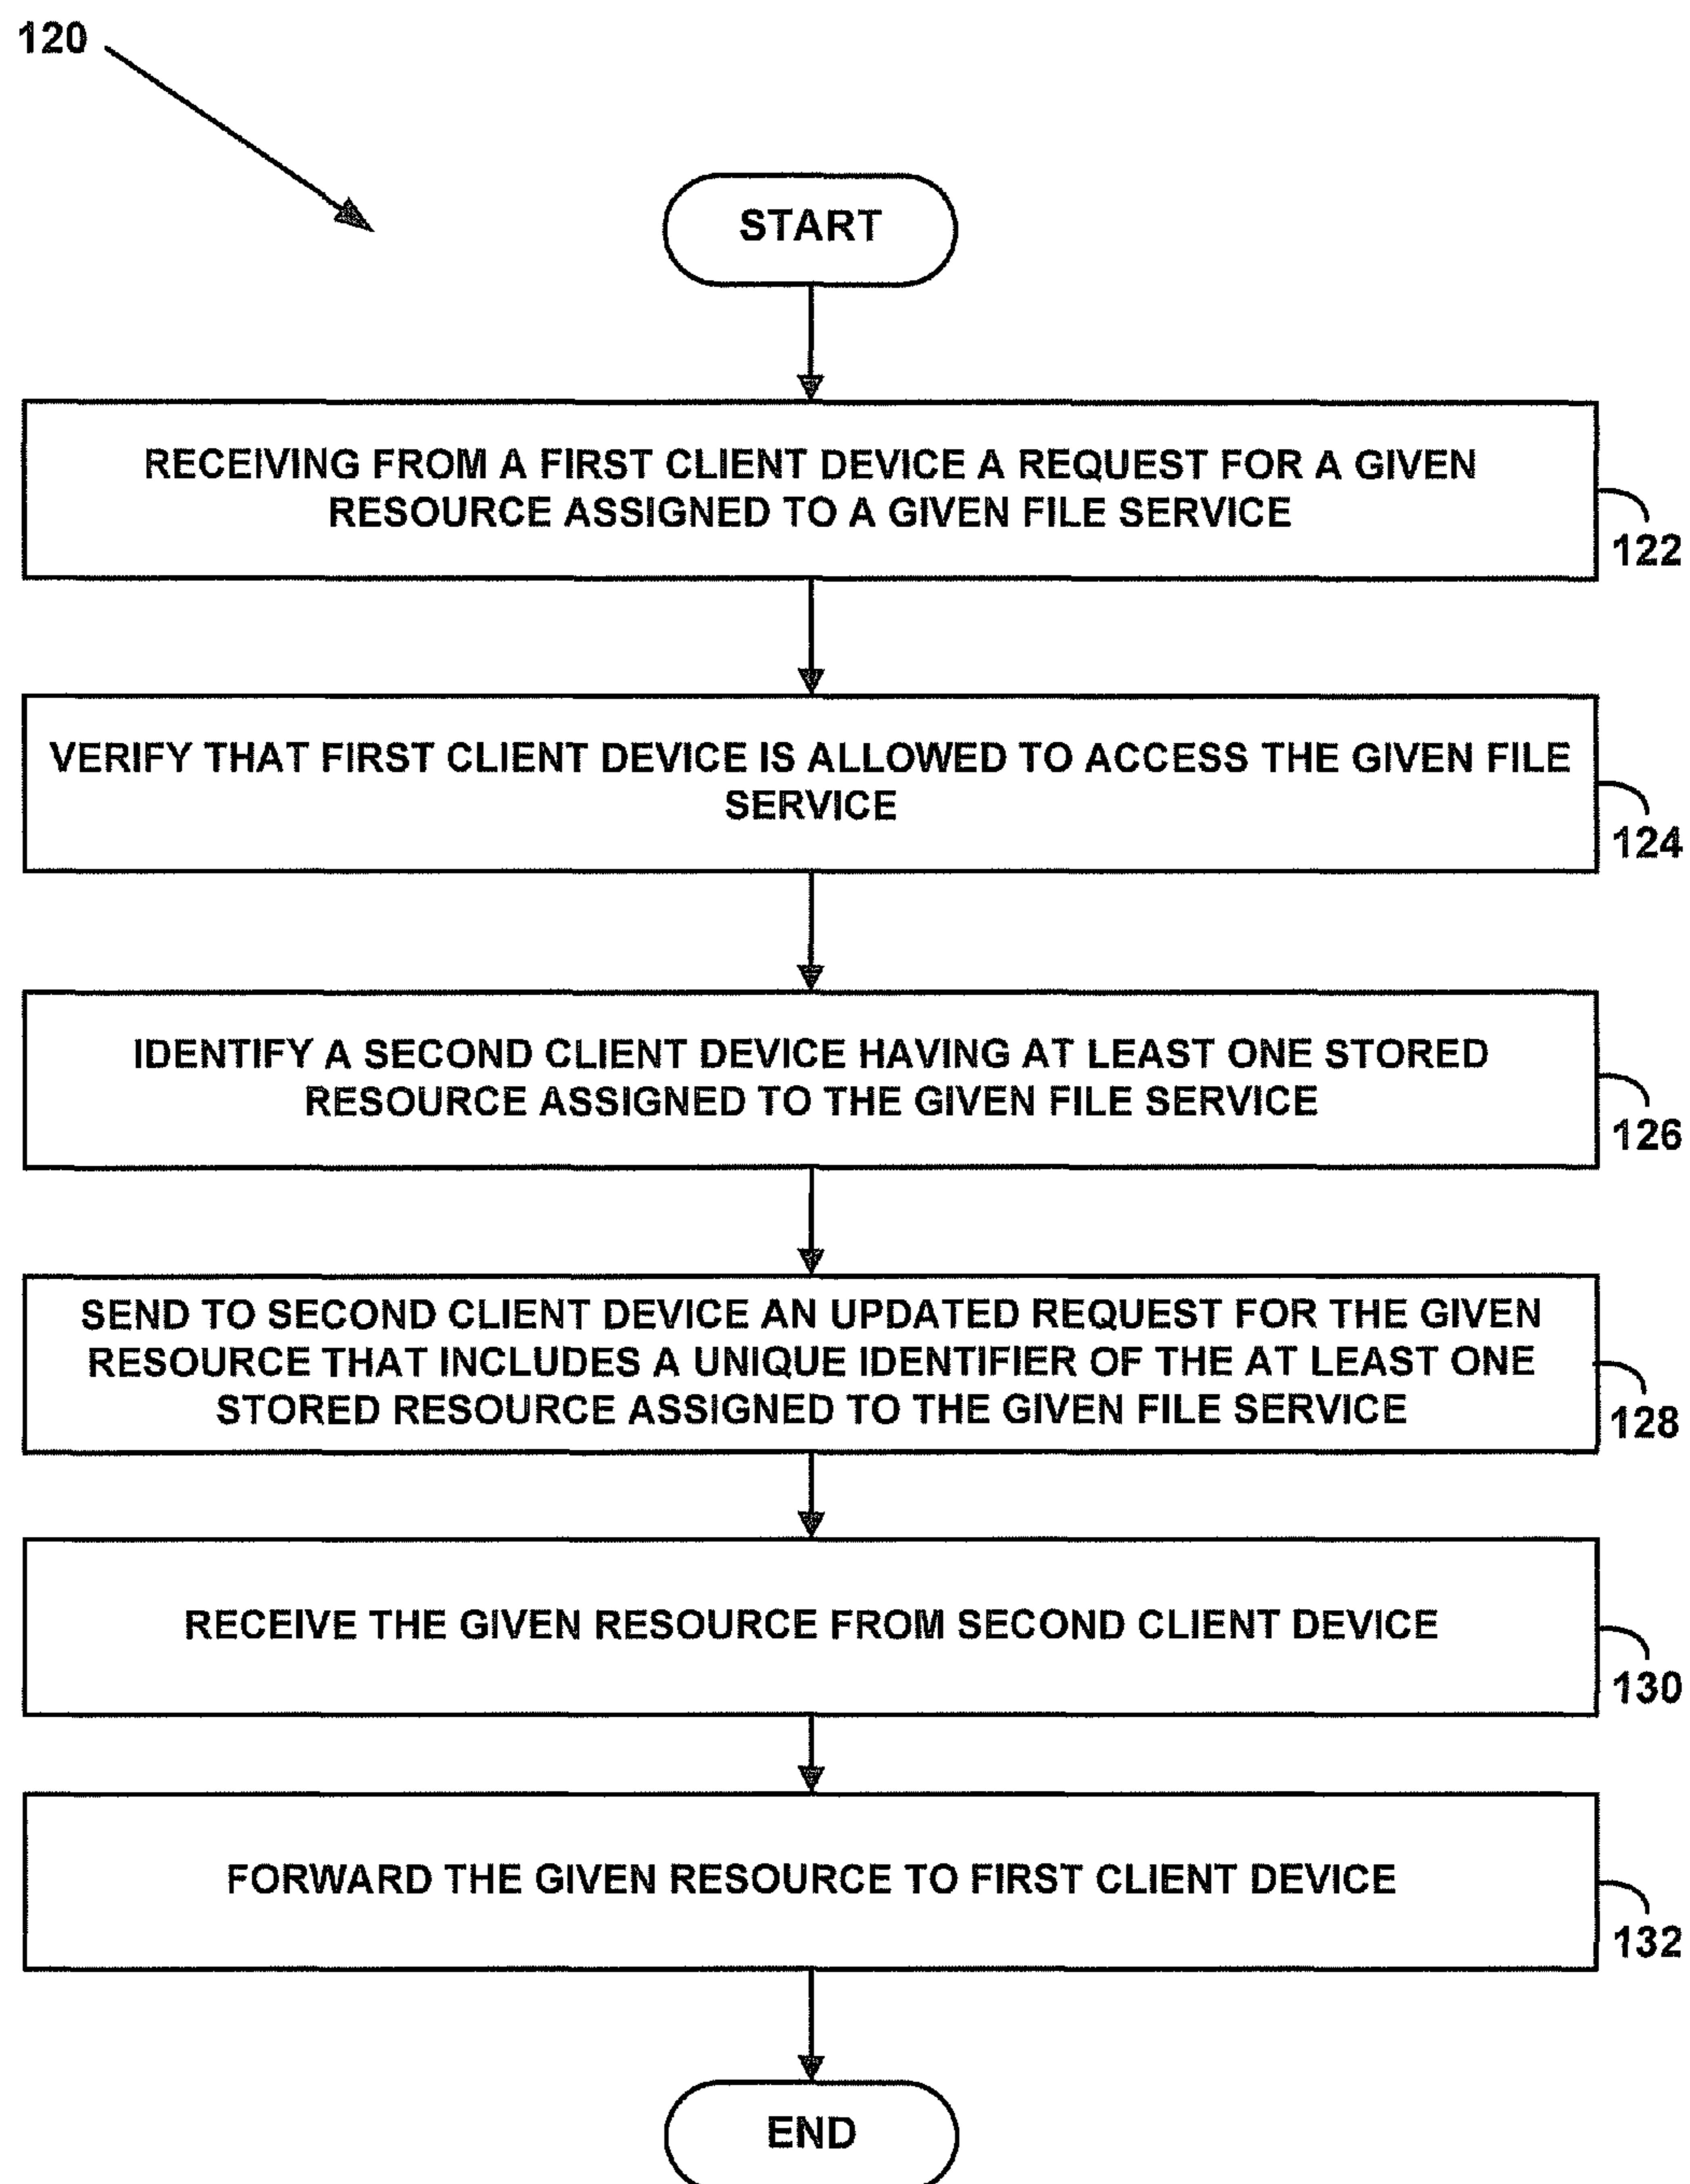 120
START
RECEIVING FROM A FIRST CLIENT DEVICE A REQUEST FOR A GIVEN
RESOURCE ASSIGNED TO A GIVEN FILE SERVICE
122
VERIFY THAT FIRST CLIENT DEVICE IS ALLOWED TO ACCESS THE GIVEN FILE
SERVICE
124
IDENTIFY A SECOND CLIENT DEVICE HAVING AT LEAST ONE STORED
RESOURCE ASSIGNED TO THE GIVEN FILE SERVICE
126
SEND TO SECOND CLIENT DEVICE AN UPDATED REQUEST FOR THE GIVEN
RESOURCE THAT INCLUDES A UNIQUE IDENTIFIER OF THE AT LEAST ONE
STORED RESOURCE ASSIGNED TO THE GIVEN FILE SERVICE
128
RECEIVE THE GIVEN RESOURCE FROM SECOND CLIENT DEVICE
130
FORWARD THE GIVEN RESOURCE TO FIRST CLIENT DEVICE
132
END